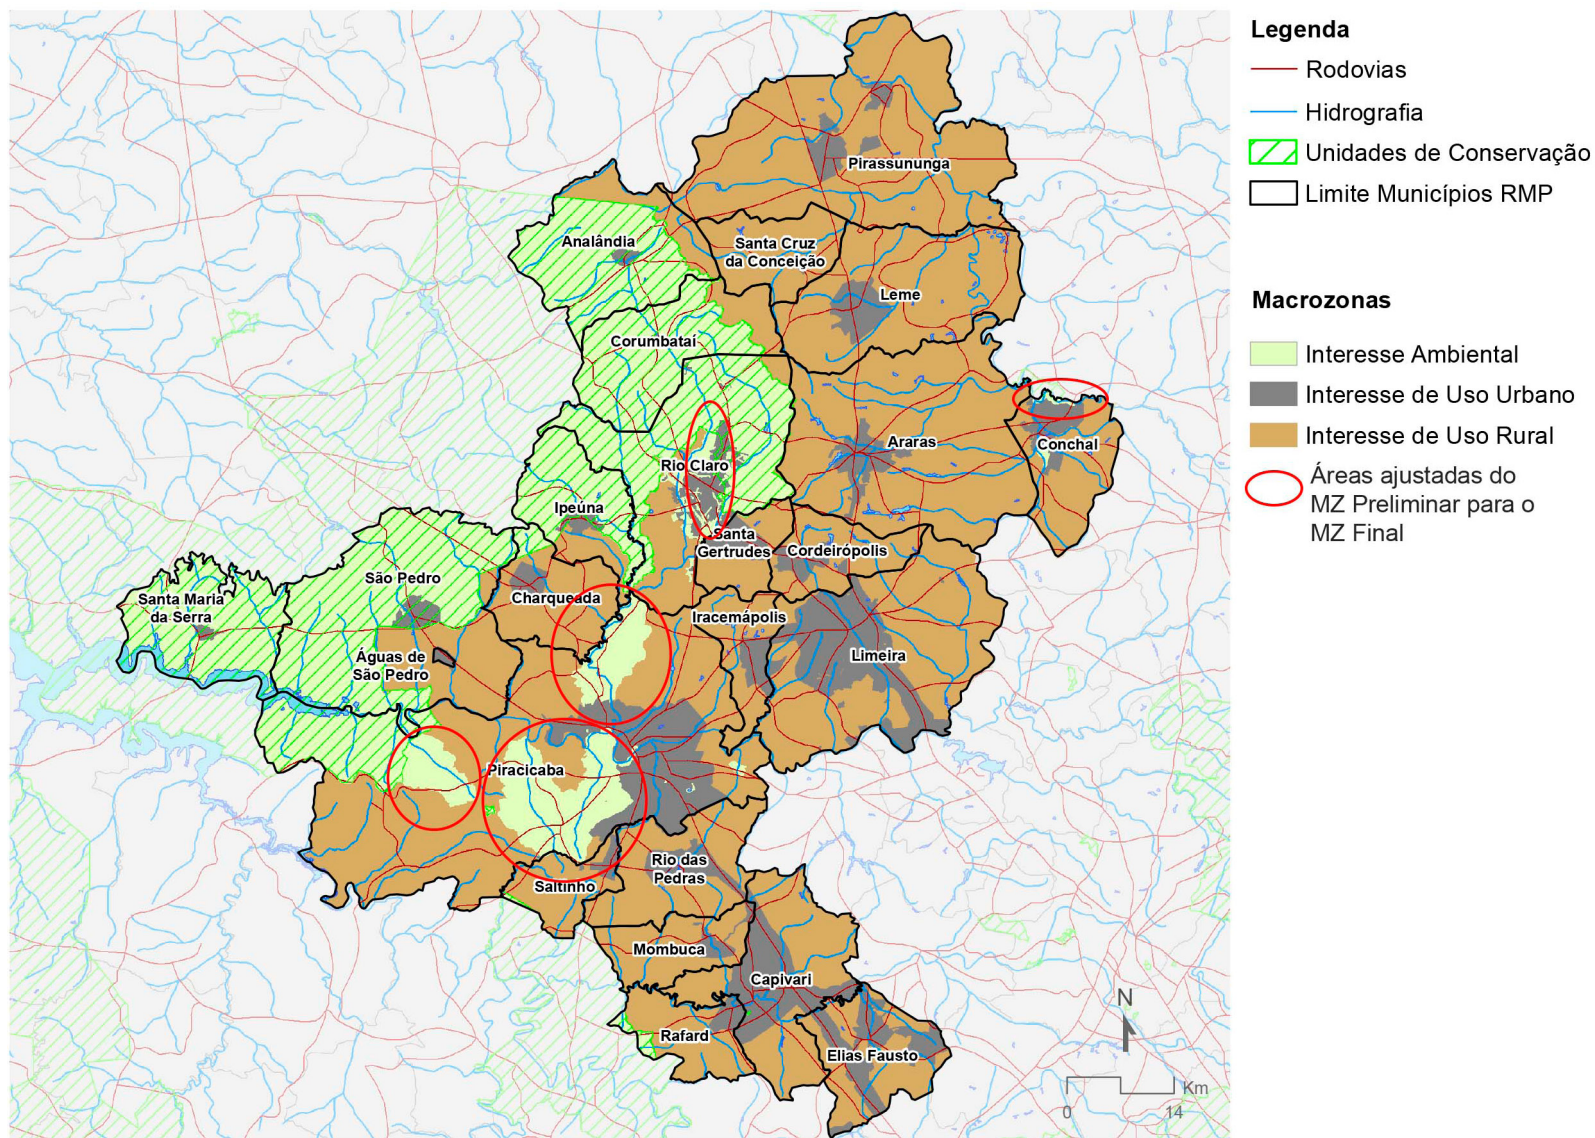 Legenda
Rodovias
Hidrografia
Unidades de Conservação
Limite Municípios RMP
Macrozonas
Interesse Ambiental
Interesse de Uso Urbano
Interesse de Uso Rural
Áreas ajustadas do
MZ Preliminar para o
MZ Final
Pirassununga
Analândia
Santa Cruz
da Conceição
Leme
Corumbataí
Araras
Conchal
Rio Claro
Ipeúna
Santa
Gertrudes
Cordeirópolis
São Pedro
Charqueada
Santa Maria
da Serra
Iracemápolis
Limeira
Águas de
São Pedro
Piracicaba
Rio das
Pedras
Saltinho
Mombuca
Capivari
Rafard
Elias Fausto
N
Km
0
14